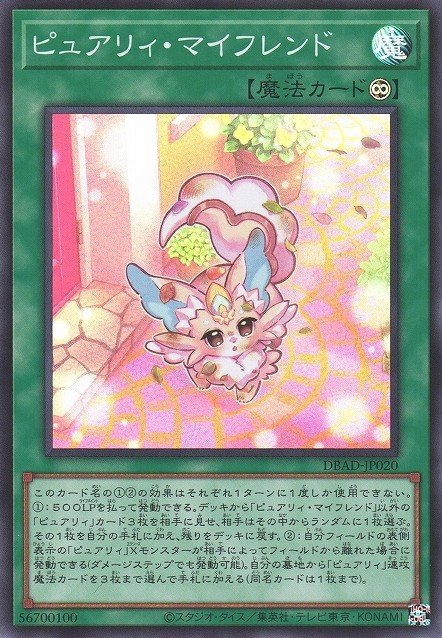 ピュアリィ・マイフレンド
魔
【魔法カード】
DBAD-JP020
このカード名の①②の効果はそれぞれ1ターンに1度しか使用できない。
①：５００LPを払って発動できる。デッキから「ピュアリィ・マイフレンド」以外の
「ピュアリィ」カード３枚を相手に見せ、相手はその中からランダムに１枚選ぶ。
その１枚を自分の手札に加え、残りをデッキに戻す。②：自分フィールドの表側
表示の「ピュアリィ」Xモンスターが相手によってフィールドから離れた場合に
発動できる(ダメージステップでも発動可能)。自分の墓地から「ピュアリィ」速攻
魔法カードを３枚まで選んで手札に加える(同名カードは１枚まで)。
56700100
©スタジオ・ダイス／集英社・テレビ東京・KONAMI